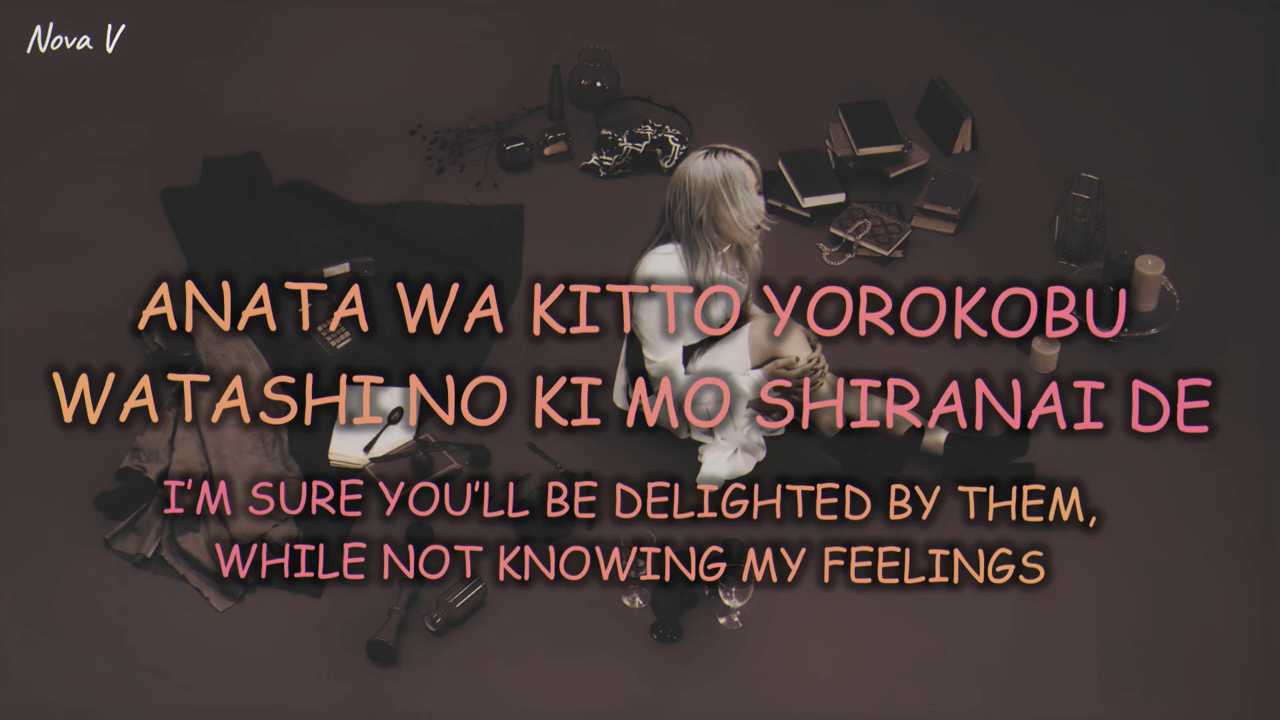 Nova V
ANATA WA KITTO YOROKOBU
WATASHI NO KI MO SHIRANAI DE
I'M SURE YOU'LL BE DELIGHTED BY THEM,
WHILE NOT KNOWING MY FEELINGS